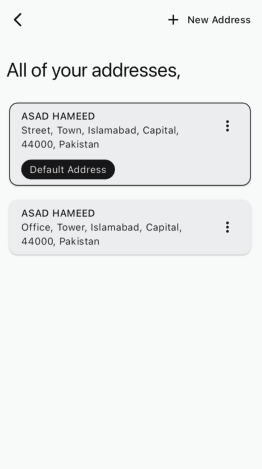 + New Address
All of your addresses,
ASAD HAMEED
Street, Town, Islamabad, Capital,
44000, Pakistan
Default Address
ASAD HAMEED
Office, Tower, Islamabad, Capital,
44000, Pakistan